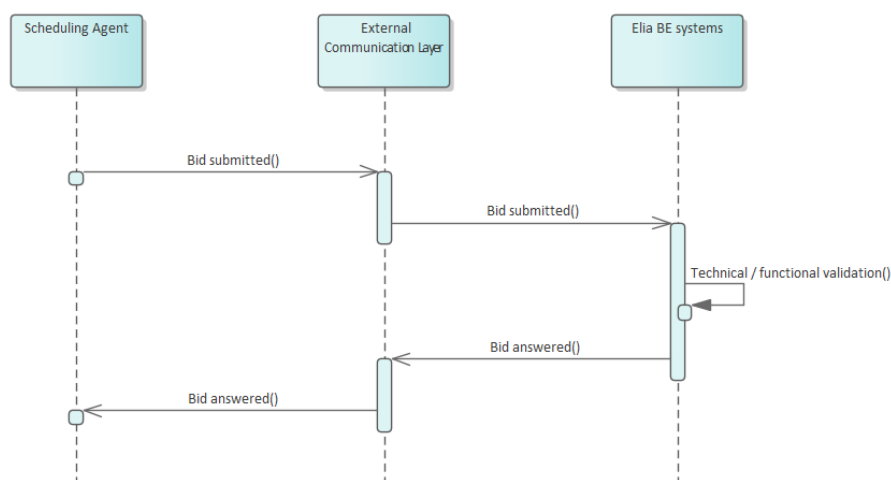 Scheduling Agent
External
Communication Layer
Elia BE systems
Bid submitted()
Bid submitted()
Technical / functional validation()
Bid answered()
Bid answered()